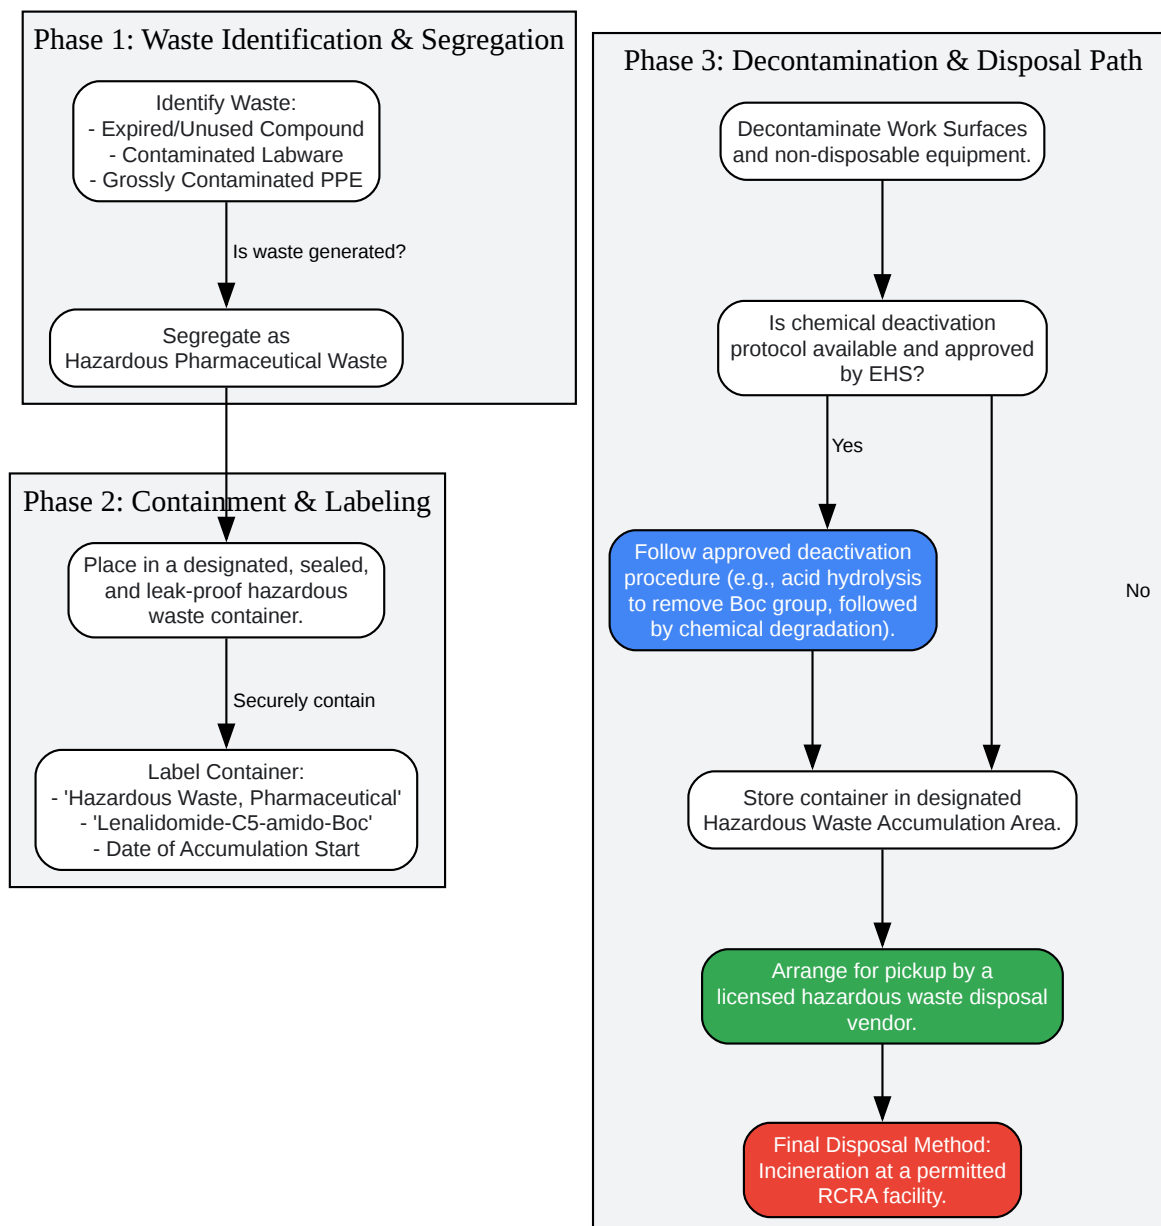 Phase 1: Waste Identification & Segregation
Identify Waste:
- Expired/Unused Compound
- Contaminated Labware
- Grossly Contaminated PPE
Is waste generated?
Segregate as
Hazardous Pharmaceutical Waste
Phase 2: Containment & Labeling
Place in a designated, sealed,
and leak-proof hazardous
waste container.
Securely contain
Label Container:
- 'Hazardous Waste, Pharmaceutical'
- 'Lenalidomide-C5-amido-Boc'
- Date of Accumulation Start
Phase 3: Decontamination & Disposal Path
Decontaminate Work Surfaces
and non-disposable equipment.
Is chemical deactivation
protocol available and approved
by EHS?
Yes
Follow approved deactivation
procedure (e.g., acid hydrolysis
to remove Boc group, followed
by chemical degradation).
No
Store container in designated
Hazardous Waste Accumulation Area.
Arrange for pickup by a
licensed hazardous waste disposal
vendor.
Final Disposal Method:
Incineration at a permitted
RCRA facility.